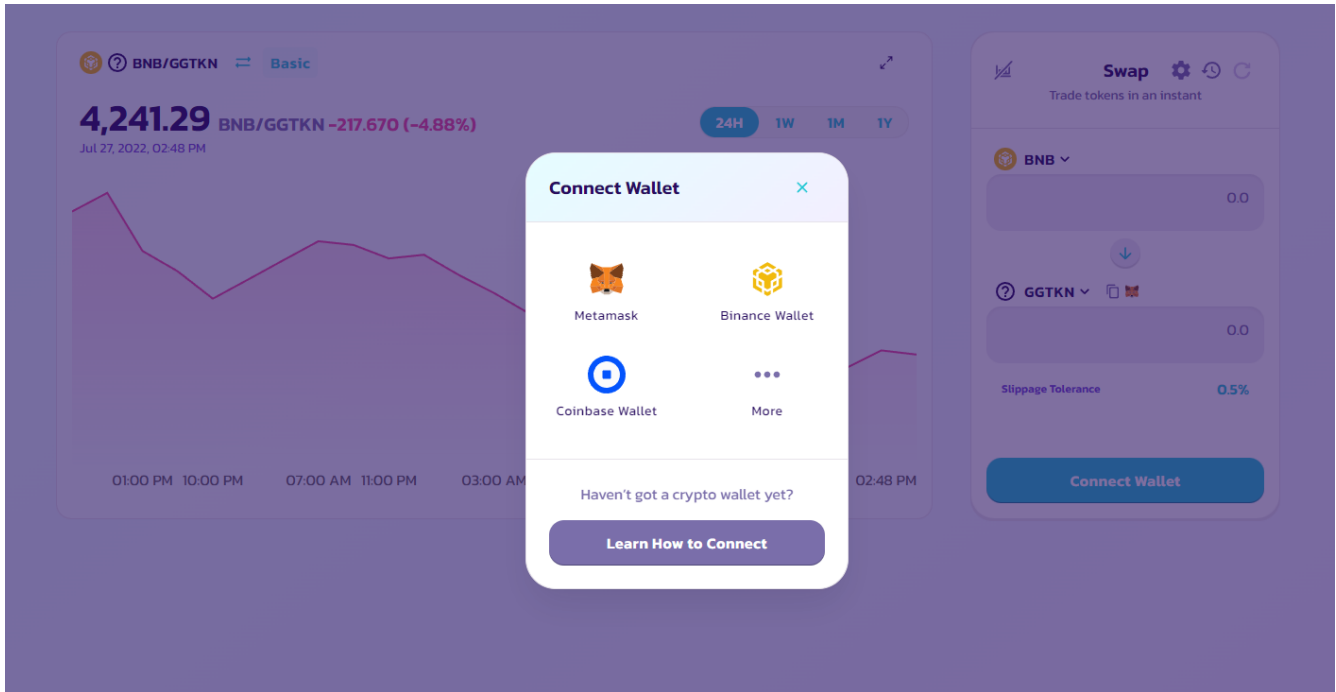 BNB/GGTKN Basic
4,241.29 BNB/GGTKN -217.670 (-4.88%)
Jul 27, 2022, 02:48 PM
24H 1W 1M 1Y
01:00 PM 10:00 PM 07:00 AM 11:00 PM 03:00 AM 02:48 PM
Connect Wallet
Metamask Binance Wallet
Coinbase Wallet More
Haven't got a crypto wallet yet?
Learn How to Connect
Swap
Trade tokens in an instant
BNB
0.0
GGTKN
0.0
Slippage Tolerance 0.5%
Connect Wallet